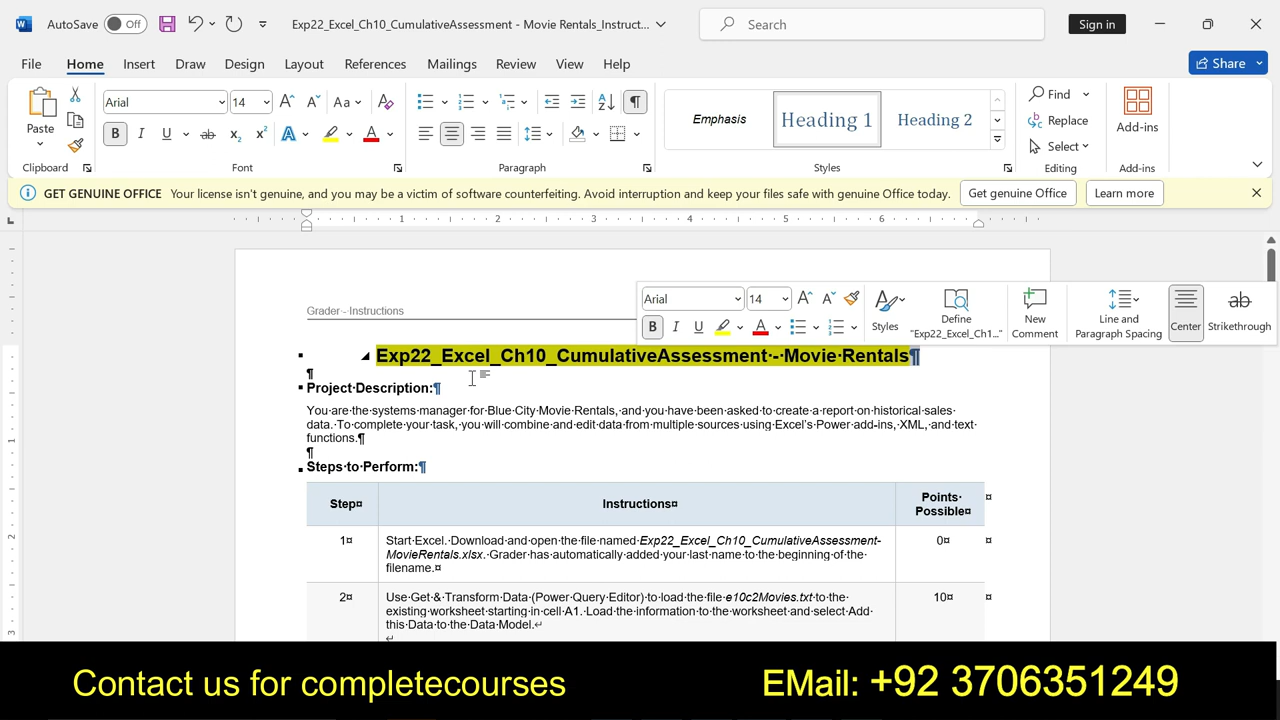 AutoSave Off Exp22_Excel_Ch10_CumulativeAssessment - Movie Rentals_Instruct... Search Sign in
File Home Insert Draw Design Layout References Mailings Review View Help Share
Paste
Clipboard
Arial 14 Aa
B I U ab x₂ x² A A
Font
Paragraph
Emphasis Heading 1 Heading 2
Styles
Find
Replace
Select
Editing
Add-ins
Add-ins
GET GENUINE OFFICE Your license isn't genuine, and you may be a victim of software counterfeiting. Avoid interruption and keep your files safe with genuine Office today. Get genuine Office Learn more
1 2 3 4 5 6
Grader - Instructions
Arial 14
B I U A
Styles
Define "Exp22_Excel_Ch1..."
New Comment
Line and Paragraph Spacing
Center
Strikethrough
Exp22_Excel_Ch10_CumulativeAssessment·-·Movie·Rentals¶
¶
Project·Description:¶
You·are·the·systems·manager·for·Blue·City·Movie·Rentals,·and·you·have·been·asked·to·create·a·report·on·historical·sales·
data.·To·complete·your·task,·you·will·combine·and·edit·data·from·multiple·sources·using·Excel's·Power·add-ins,·XML,·and·text·
functions.¶
¶
Steps·to·Perform:¶
Step¤ Instructions¤ Points· Possible¤ ¤
1¤ Start·Excel.·Download·and·open·the·file·named·Exp22_Excel_Ch10_CumulativeAssessment- 0¤ ¤
MovieRentals.xlsx.·Grader·has·automatically·added·your·last·name·to·the·beginning·of·the·
filename.¤
2¤ Use·Get·&·Transform·Data·(Power·Query·Editor)·to·load·the·file·e10c2Movies.txt·to·the· 10¤ ¤
existing·worksheet·starting·in·cell·A1.·Load·the·information·to·the·worksheet·and·select·Add·
this·Data·to·the·Data·Model.↵
↵
Contact us for completecourses EMail: +92 3706351249